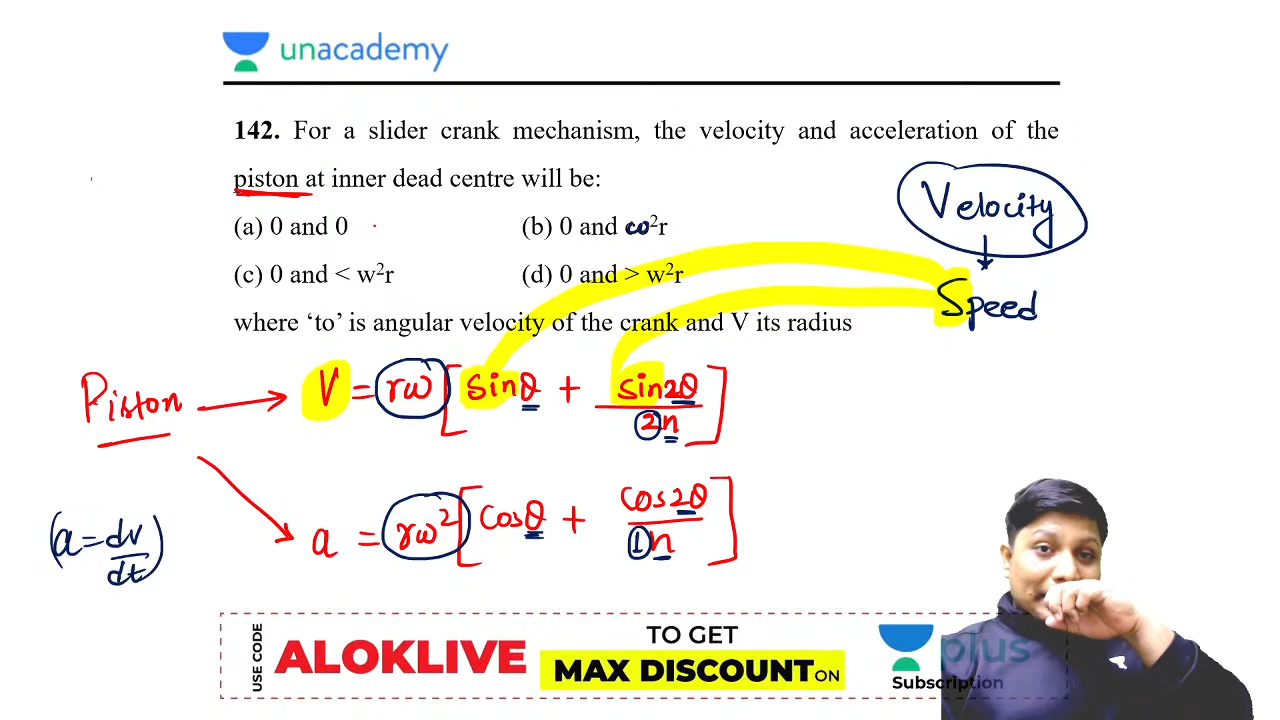 unacademy
142. For a slider crank mechanism, the velocity and acceleration of the
piston at inner dead centre will be:
(a) 0 and 0 (b) 0 and ω²r
(c) 0 and < w²r (d) 0 and > w²r
where ‘to’ is angular velocity of the crank and V its radius
Velocity
↓
Speed
Piston → V = rω [sinθ + sin2θ/2n]
a = rω² [cosθ + cos2θ/1n]
(a = dv/dt)
USE CODE
ALOKLIVE
TO GET
MAX DISCOUNT ON
plus
Subscription